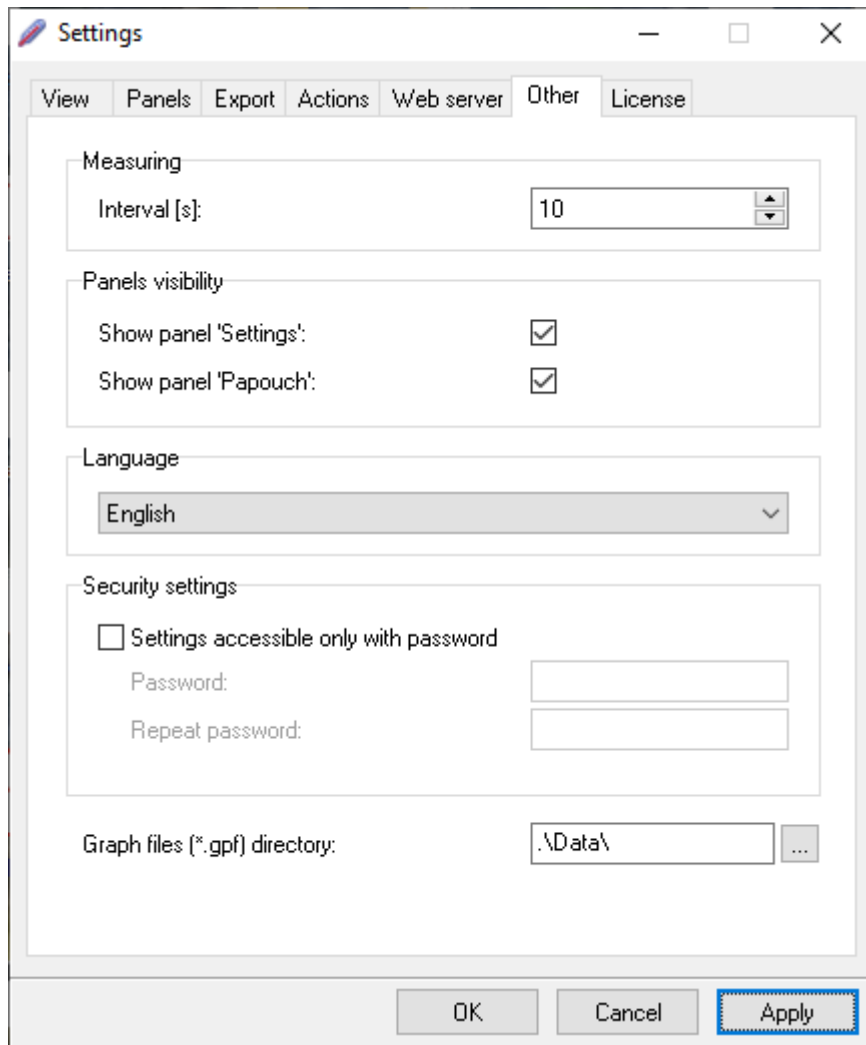 Settings
View Panels Export Actions Web server Other License
Measuring
Interval [s]: 10
Panels visibility
Show panel 'Settings':
Show panel 'Papouch':
Language
English
Security settings
Settings accessible only with password
Password:
Repeat password:
Graph files (*.gpf) directory: .\Data\ ...
OK Cancel Apply